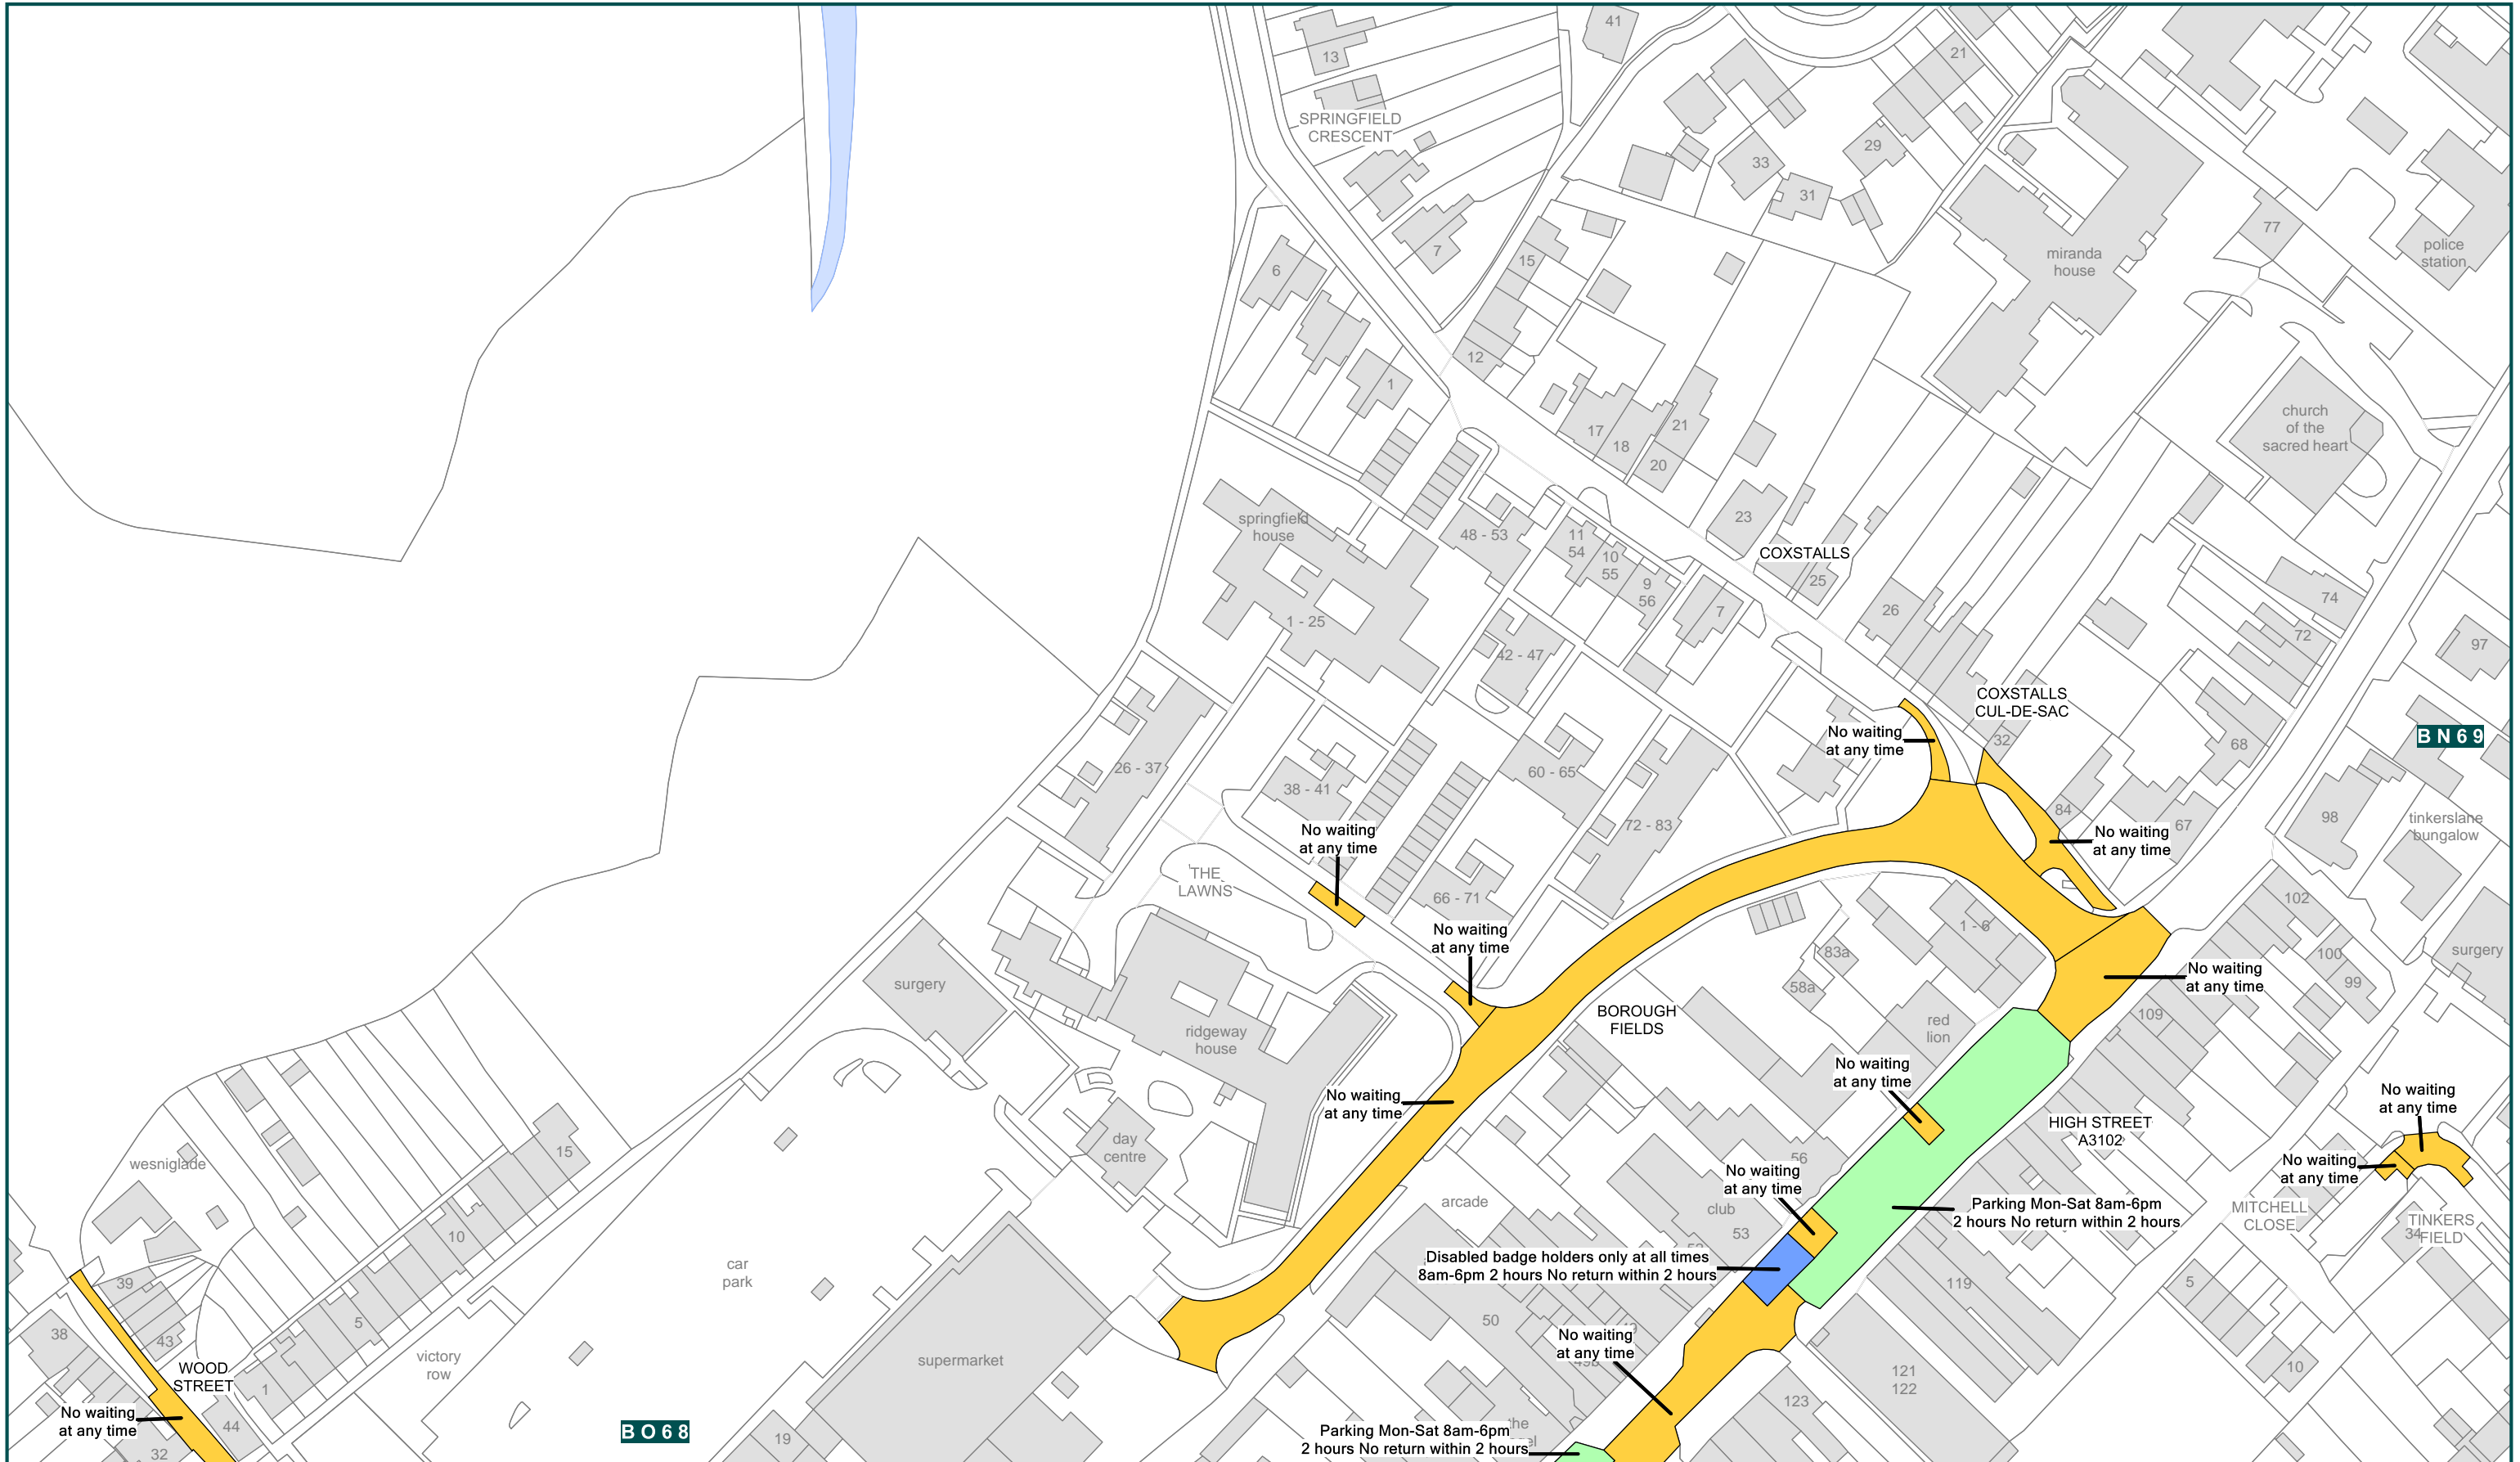 41
13
21
SPRINGFIELD
CRESCENT
29
33
31
77
7
15
6
miranda
house
police
station
12
1
church
of the
sacred heart
17
18
21
20
springfield
house
48 - 53
11
54
10
55
9
56
23
COXSTALLS
25
7
26
74
72
97
1 - 25
42 - 47
COXSTALLS
CUL-DE-SAC
32
68
BN69
No waiting
at any time
26 - 37
38 - 41
60 - 65
72 - 83
84
67
98
tinkerslane
bungalow
No waiting
at any time
No waiting
at any time
THE
LAWNS
66 - 71
102
1 - 6
83a
58a
100
99
surgery
No waiting
at any time
No waiting
at any time
surgery
ridgeway
house
BOROUGH
FIELDS
red
lion
109
No waiting
at any time
No waiting
at any time
No waiting
at any time
HIGH STREET
A3102
day
centre
15
wesniglade
56
No waiting
at any time
No waiting
at any time
arcade
club
53
Parking Mon-Sat 8am-6pm
2 hours No return within 2 hours
MITCHELL
CLOSE
TINKERS
FIELD
34
10
car
park
Disabled badge holders only at all times
8am-6pm 2 hours No return within 2 hours
39
5
119
5
38
43
50
No waiting
at any time
WOOD
STREET
victory
row
supermarket
1
10
121
122
123
No waiting
at any time
44
32
BO68
19
Parking Mon-Sat 8am-6pm
2 hours No return within 2 hours
the